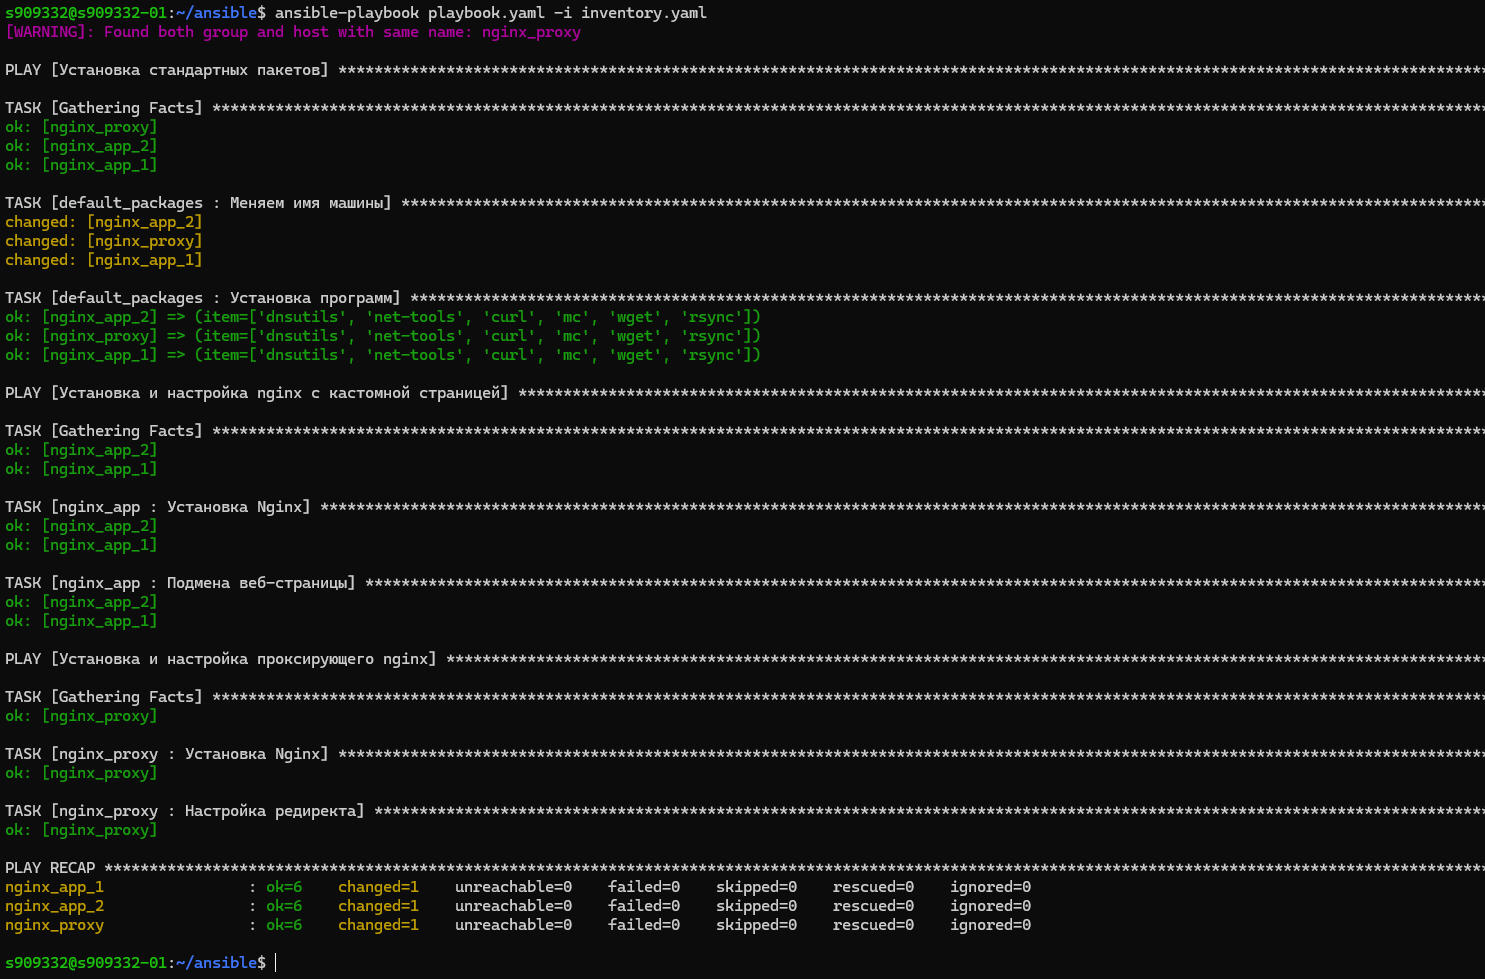 s909332@s909332-01:~/ansible$ ansible-playbook playbook.yaml -i inventory.yaml
[WARNING]: Found both group and host with same name: nginx_proxy
PLAY [Установка стандартных пакетов] *******************************************************************************************************************************
TASK [Gathering Facts] *********************************************************************************************************************************************
ok: [nginx_proxy]
ok: [nginx_app_2]
ok: [nginx_app_1]
TASK [default_packages : Меняем имя машины] ************************************************************************************************************************
changed: [nginx_app_2]
changed: [nginx_proxy]
changed: [nginx_app_1]
TASK [default_packages : Установка программ] ***********************************************************************************************************************
ok: [nginx_app_2] => (item=['dnsutils', 'net-tools', 'curl', 'mc', 'wget', 'rsync'])
ok: [nginx_proxy] => (item=['dnsutils', 'net-tools', 'curl', 'mc', 'wget', 'rsync'])
ok: [nginx_app_1] => (item=['dnsutils', 'net-tools', 'curl', 'mc', 'wget', 'rsync'])
PLAY [Установка и настройка nginx с кастомной страницей] ***********************************************************************************************************
TASK [Gathering Facts] *********************************************************************************************************************************************
ok: [nginx_app_2]
ok: [nginx_app_1]
TASK [nginx_app : Установка Nginx] *********************************************************************************************************************************
ok: [nginx_app_2]
ok: [nginx_app_1]
TASK [nginx_app : Подмена веб-страницы] ****************************************************************************************************************************
ok: [nginx_app_2]
ok: [nginx_app_1]
PLAY [Установка и настройка проксирующего nginx] *******************************************************************************************************************
TASK [Gathering Facts] *********************************************************************************************************************************************
ok: [nginx_proxy]
TASK [nginx_proxy : Установка Nginx] *******************************************************************************************************************************
ok: [nginx_proxy]
TASK [nginx_proxy : Настройка редиректа] ***************************************************************************************************************************
ok: [nginx_proxy]
PLAY RECAP *********************************************************************************************************************************************************
nginx_app_1                : ok=6    changed=1    unreachable=0    failed=0    skipped=0    rescued=0    ignored=0
nginx_app_2                : ok=6    changed=1    unreachable=0    failed=0    skipped=0    rescued=0    ignored=0
nginx_proxy                : ok=6    changed=1    unreachable=0    failed=0    skipped=0    rescued=0    ignored=0
s909332@s909332-01:~/ansible$